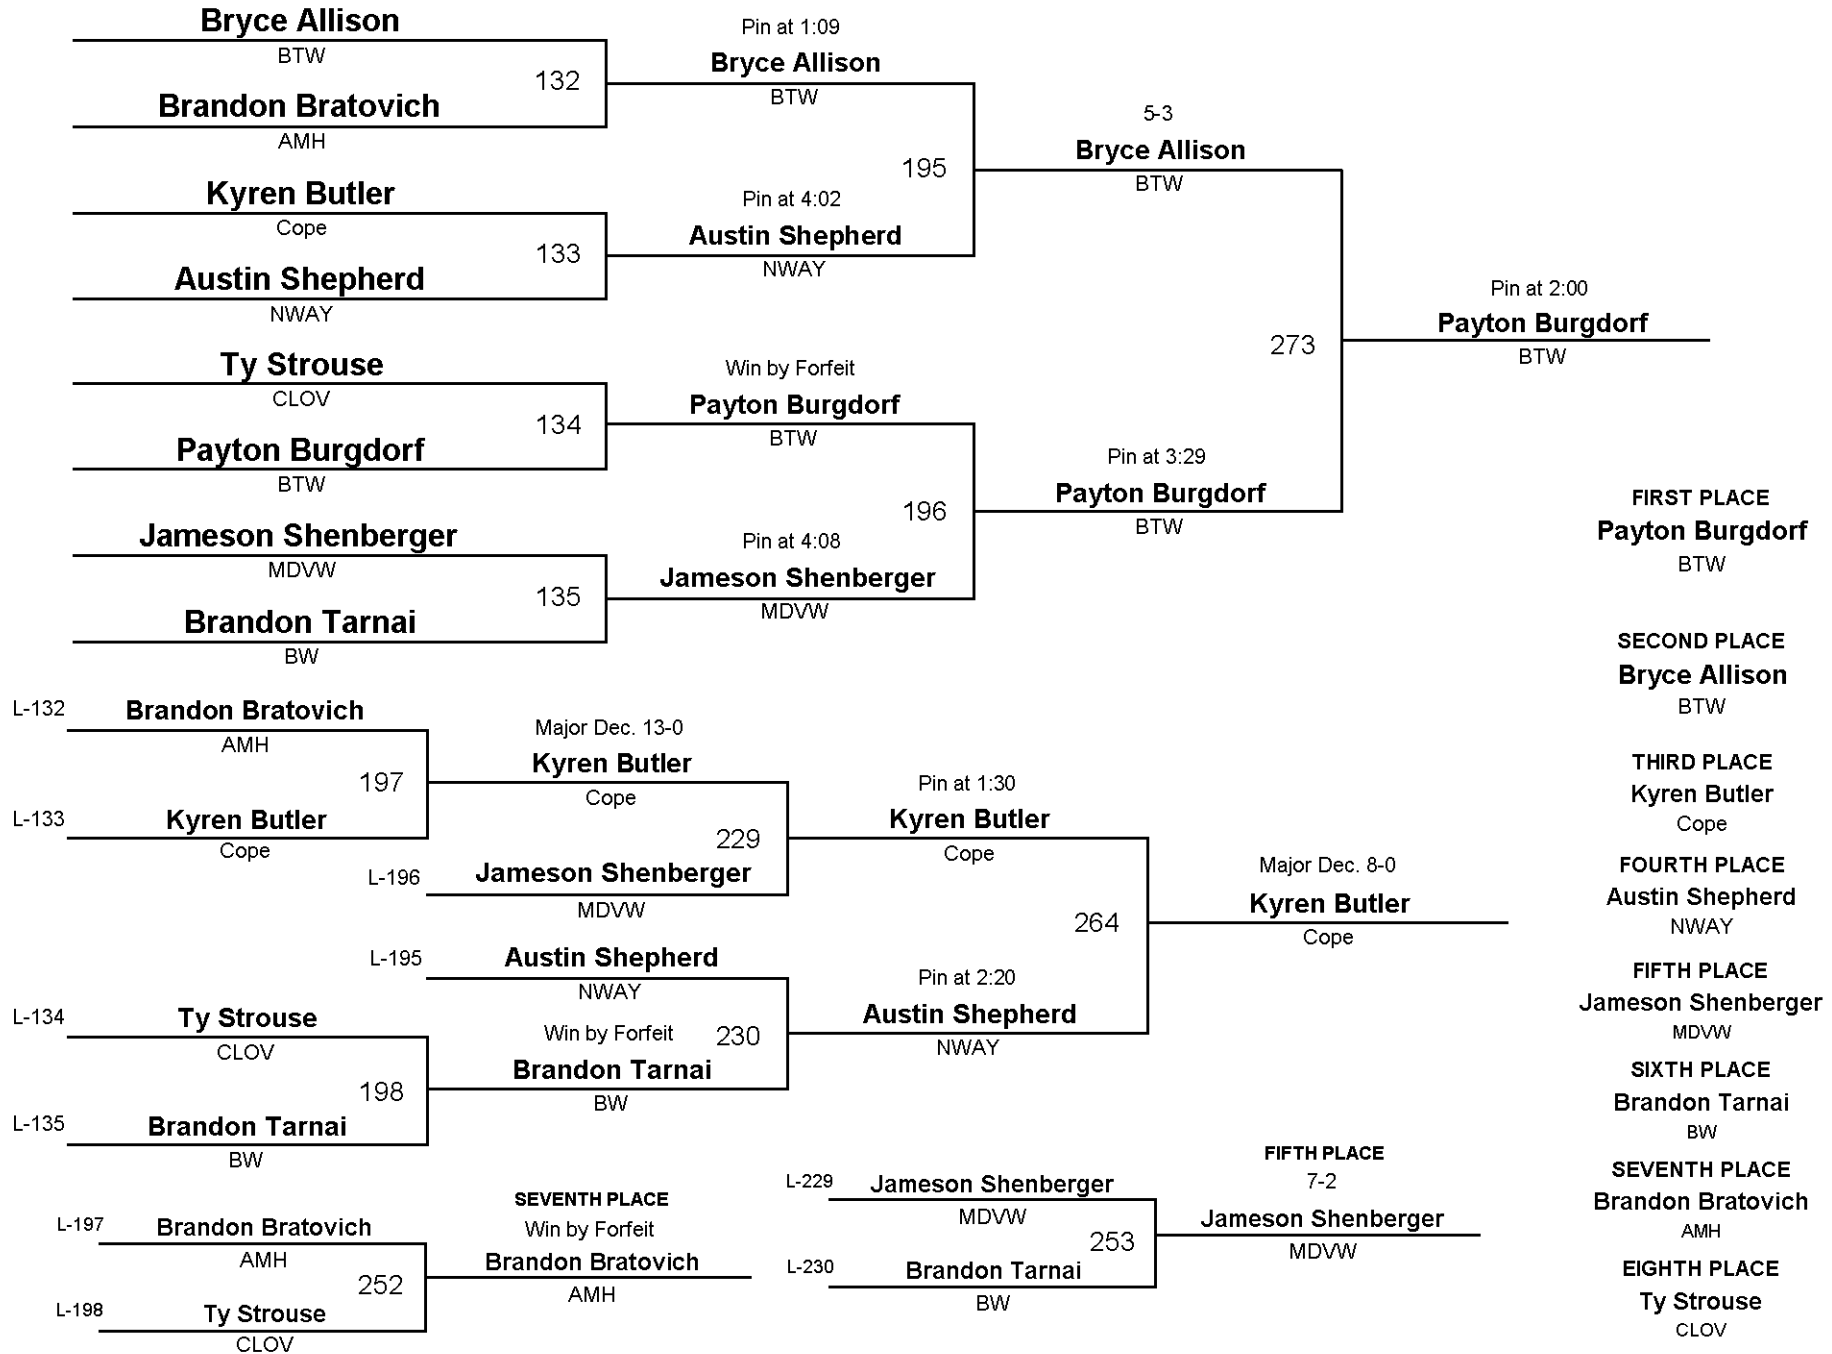 Bryce Allison
BTW
132
Brandon Bratovich
AMH
Kyren Butler
Cope
133
Austin Shepherd
NWAY
Ty Strouse
CLOV
134
Payton Burgdorf
BTW
Jameson Shenberger
MDVW
135
Brandon Tarnai
BW
Pin at 1:09
Bryce Allison
BTW
195
Pin at 4:02
Austin Shepherd
NWAY
Win by Forfeit
Payton Burgdorf
BTW
196
Pin at 4:08
Jameson Shenberger
MDVW
5-3
Bryce Allison
BTW
273
Pin at 3:29
Payton Burgdorf
BTW
Pin at 2:00
Payton Burgdorf
BTW
L-132
Brandon Bratovich
AMH
197
L-133
Kyren Butler
Cope
Major Dec. 13-0
Kyren Butler
Cope
229
L-196
Jameson Shenberger
MDVW
L-195
Austin Shepherd
NWAY
230
L-134
Ty Strouse
CLOV
198
L-135
Brandon Tarnai
BW
Win by Forfeit
Brandon Tarnai
BW
Pin at 1:30
Kyren Butler
Cope
264
Pin at 2:20
Austin Shepherd
NWAY
Major Dec. 8-0
Kyren Butler
Cope
L-197
Brandon Bratovich
AMH
252
L-198
Ty Strouse
CLOV
SEVENTH PLACE
Win by Forfeit
Brandon Bratovich
AMH
L-229
Jameson Shenberger
MDVW
253
L-230
Brandon Tarnai
BW
FIFTH PLACE
7-2
Jameson Shenberger
MDVW
FIRST PLACE
Payton Burgdorf
BTW
SECOND PLACE
Bryce Allison
BTW
THIRD PLACE
Kyren Butler
Cope
FOURTH PLACE
Austin Shepherd
NWAY
FIFTH PLACE
Jameson Shenberger
MDVW
SIXTH PLACE
Brandon Tarnai
BW
SEVENTH PLACE
Brandon Bratovich
AMH
EIGHTH PLACE
Ty Strouse
CLOV